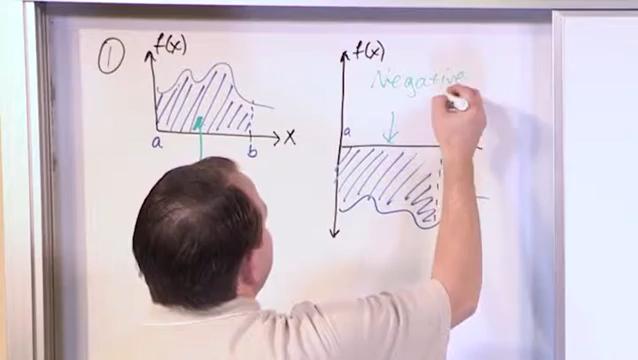 ① f(x)
a b x
f(x)
Negative
a